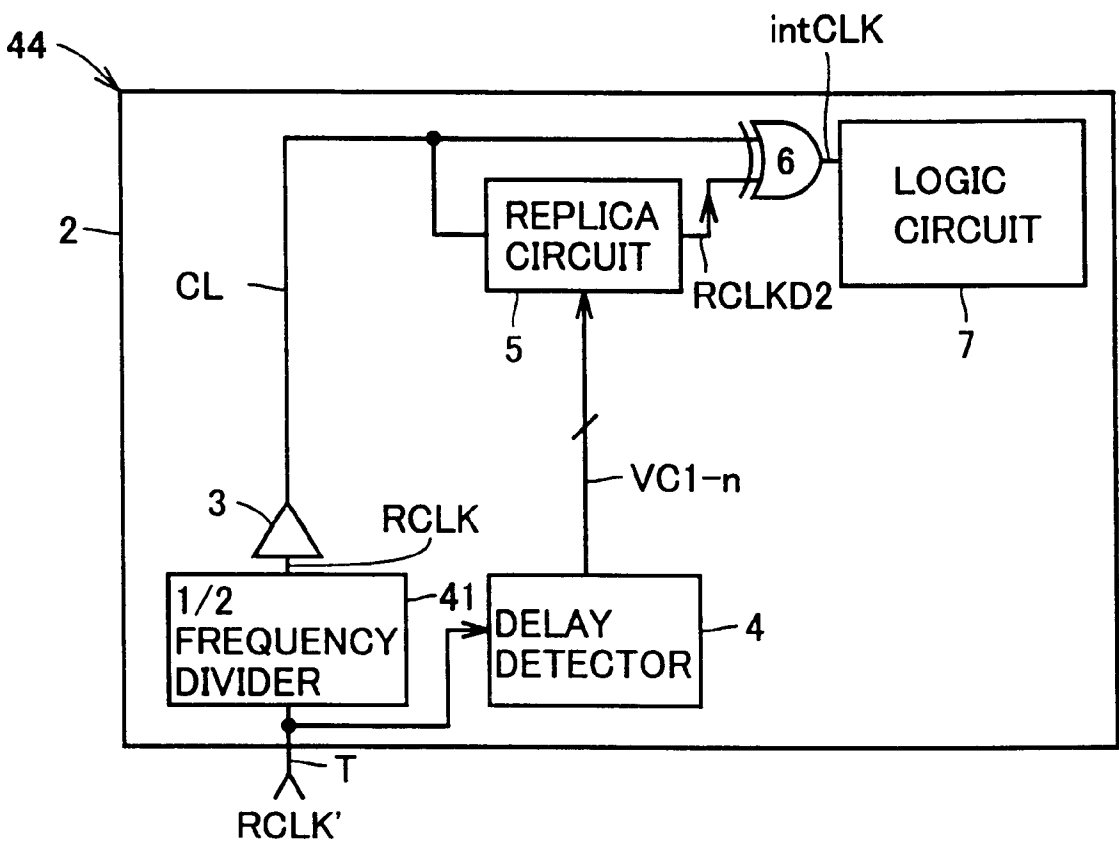 44
intCLK
2
6
LOGIC
CIRCUIT
REPLICA
CIRCUIT
CL
RCLKD2
5
7
VC1-n
3
RCLK
1/2
FREQUENCY
DIVIDER
41
DELAY
DETECTOR
4
T
RCLK'